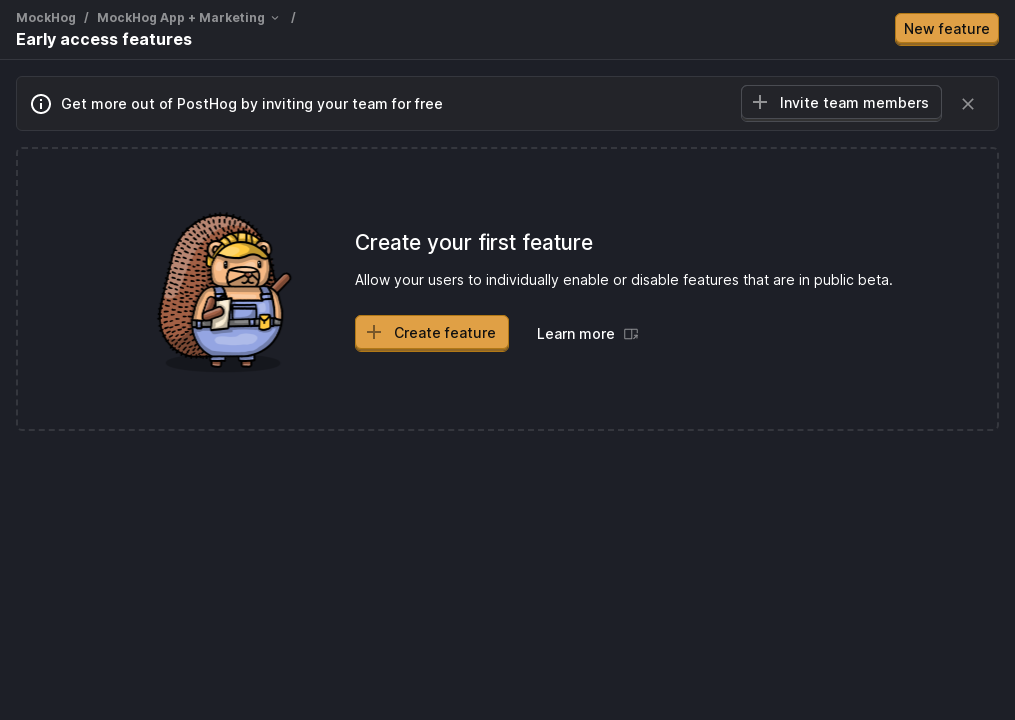 MockHog / MockHog App + Marketing /
Early access features
New feature
Get more out of PostHog by inviting your team for free
Invite team members
Create your first feature
Allow your users to individually enable or disable features that are in public beta.
Create feature
Learn more